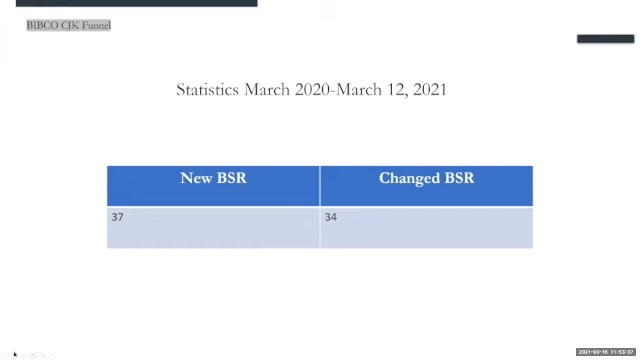 BIBCO CJK Funnel
Statistics March 2020-March 12, 2021
New BSR
Changed BSR
37
34
2021-03-18 11:53:37